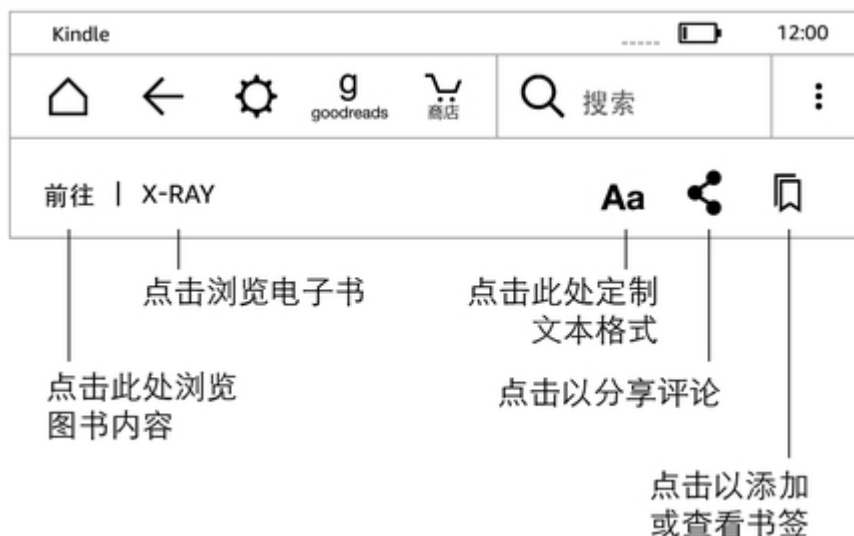 Kindle 12:00
g
goodreads
商店
搜索
前往 | X-RAY
Aa
点击浏览电子书
点击此处定制
文本格式
点击此处浏览
图书内容
点击以分享评论
点击以添加
或查看书签